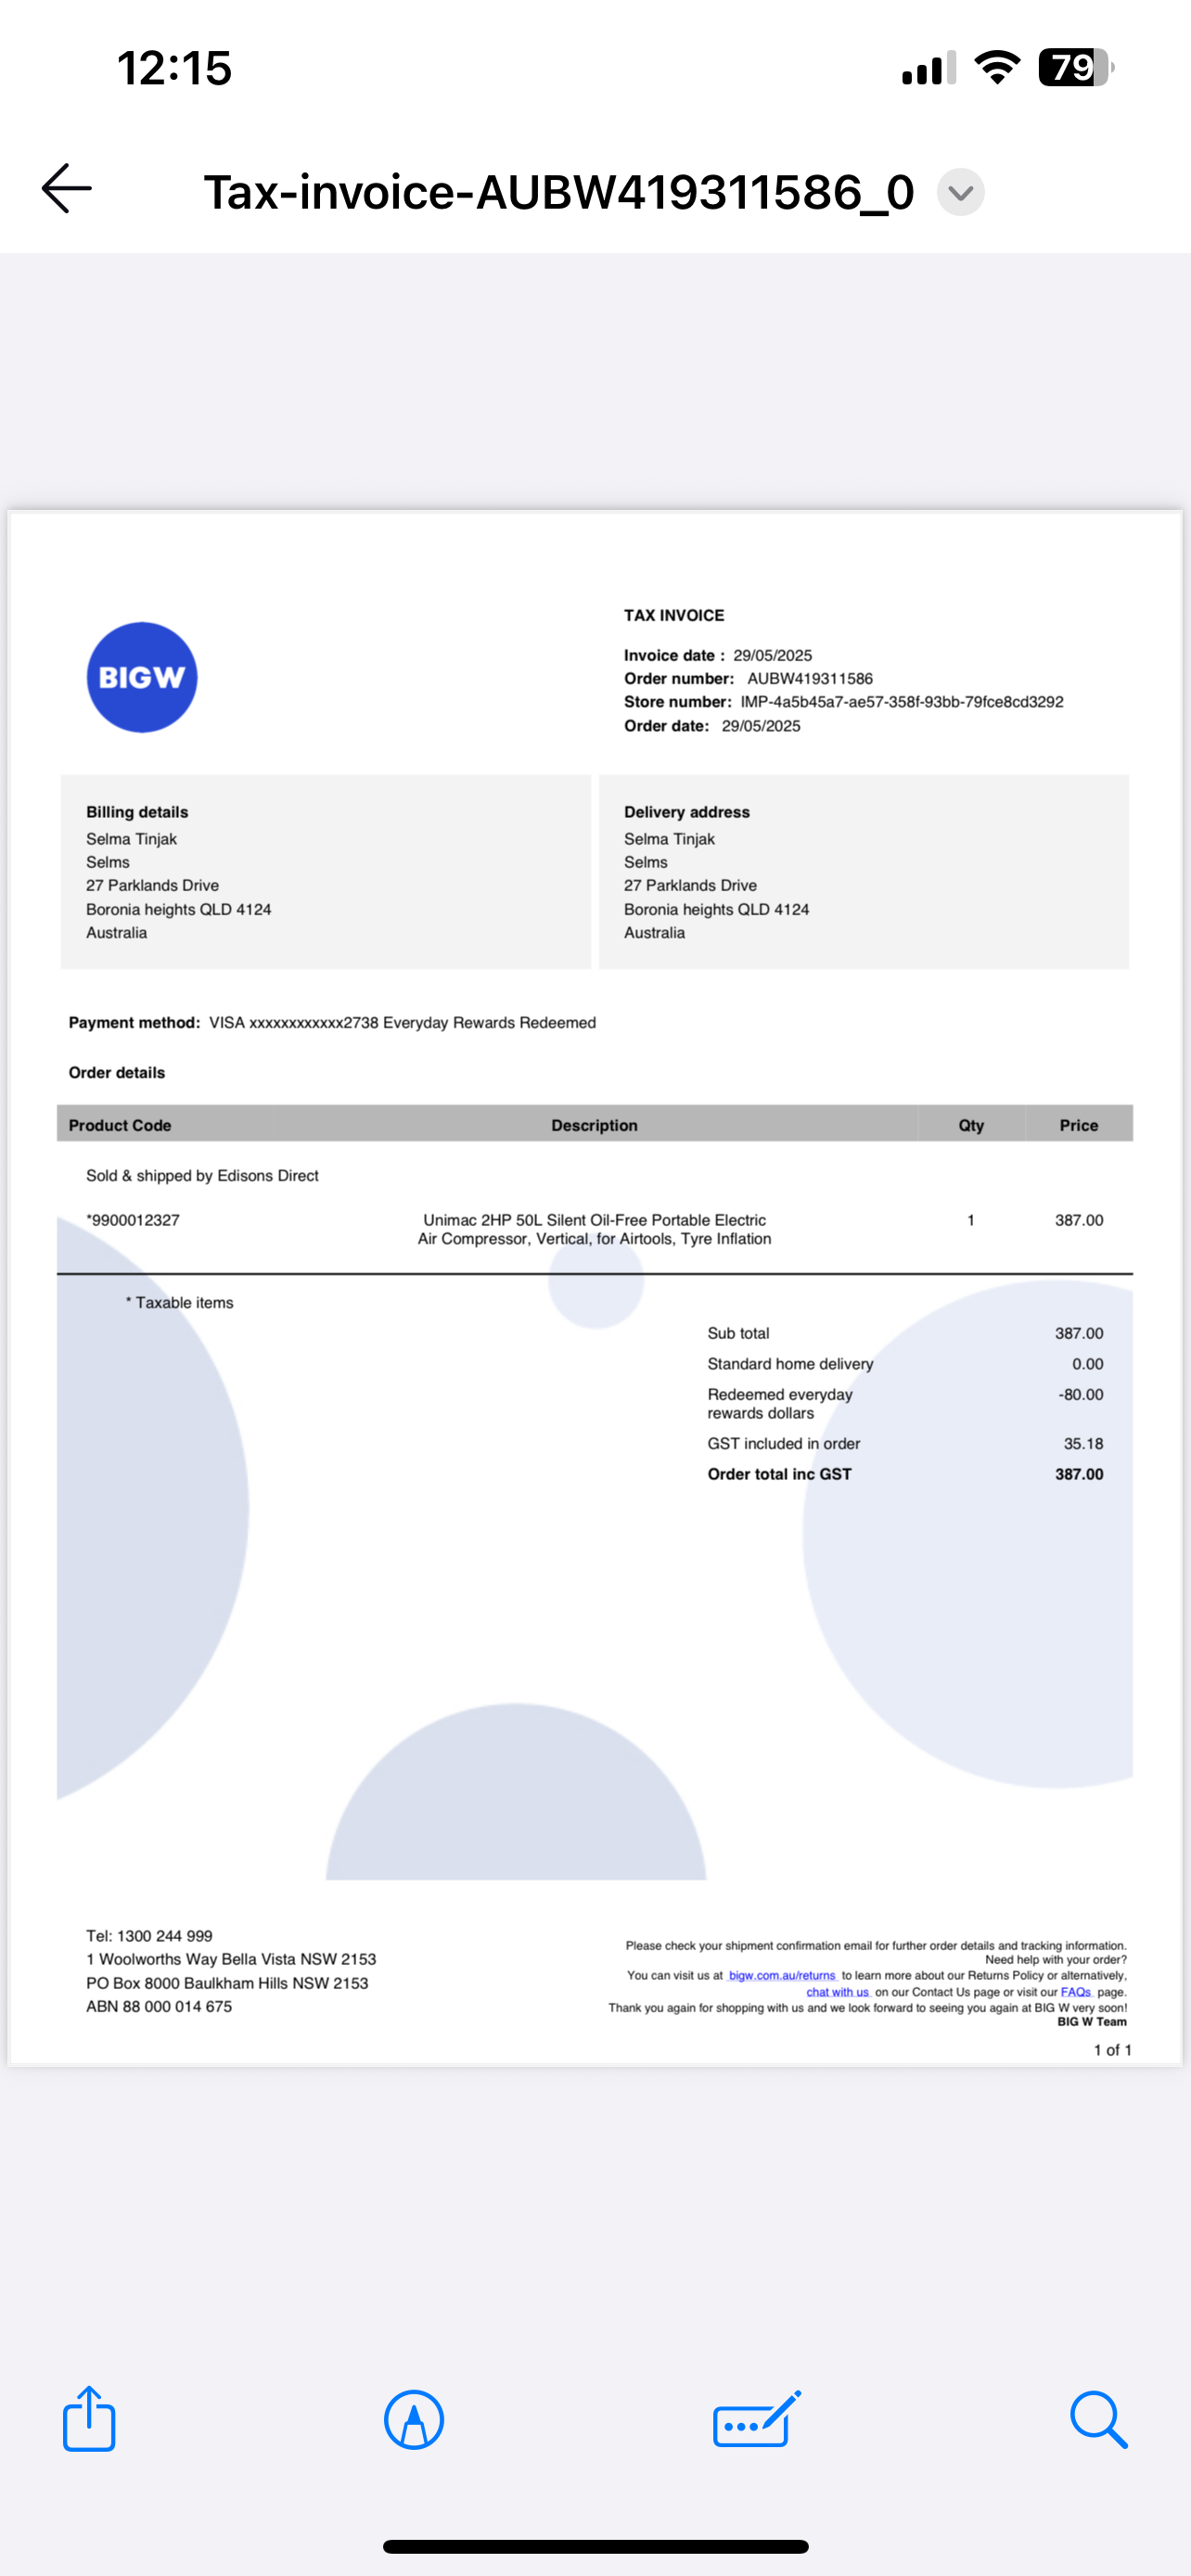 12:15
79
Tax-invoice-AUBW419311586_0
BIGW
TAX INVOICE
Invoice date : 29/05/2025
Order number: AUBW419311586
Store number: IMP-4a5b45a7-ae57-358f-93bb-79fce8cd3292
Order date: 29/05/2025
Billing details
Selma Tinjak
Selms
27 Parklands Drive
Boronia heights QLD 4124
Australia
Delivery address
Selma Tinjak
Selms
27 Parklands Drive
Boronia heights QLD 4124
Australia
Payment method: VISA xxxxxxxxxxxx2738 Everyday Rewards Redeemed
Order details
Product Code Description Qty Price
Sold & shipped by Edisons Direct
*9900012327 Unimac 2HP 50L Silent Oil-Free Portable Electric 1 387.00
Air Compressor, Vertical, for Airtools, Tyre Inflation
* Taxable items
Sub total 387.00
Standard home delivery 0.00
Redeemed everyday -80.00
rewards dollars
GST included in order 35.18
Order total inc GST 387.00
Tel: 1300 244 999
1 Woolworths Way Bella Vista NSW 2153
PO Box 8000 Baulkham Hills NSW 2153
ABN 88 000 014 675
Please check your shipment confirmation email for further order details and tracking information.
Need help with your order?
You can visit us at bigw.com.au/returns to learn more about our Returns Policy or alternatively,
chat with us on our Contact Us page or visit our FAQs page.
Thank you again for shopping with us and we look forward to seeing you again at BIG W very soon!
BIG W Team
1 of 1